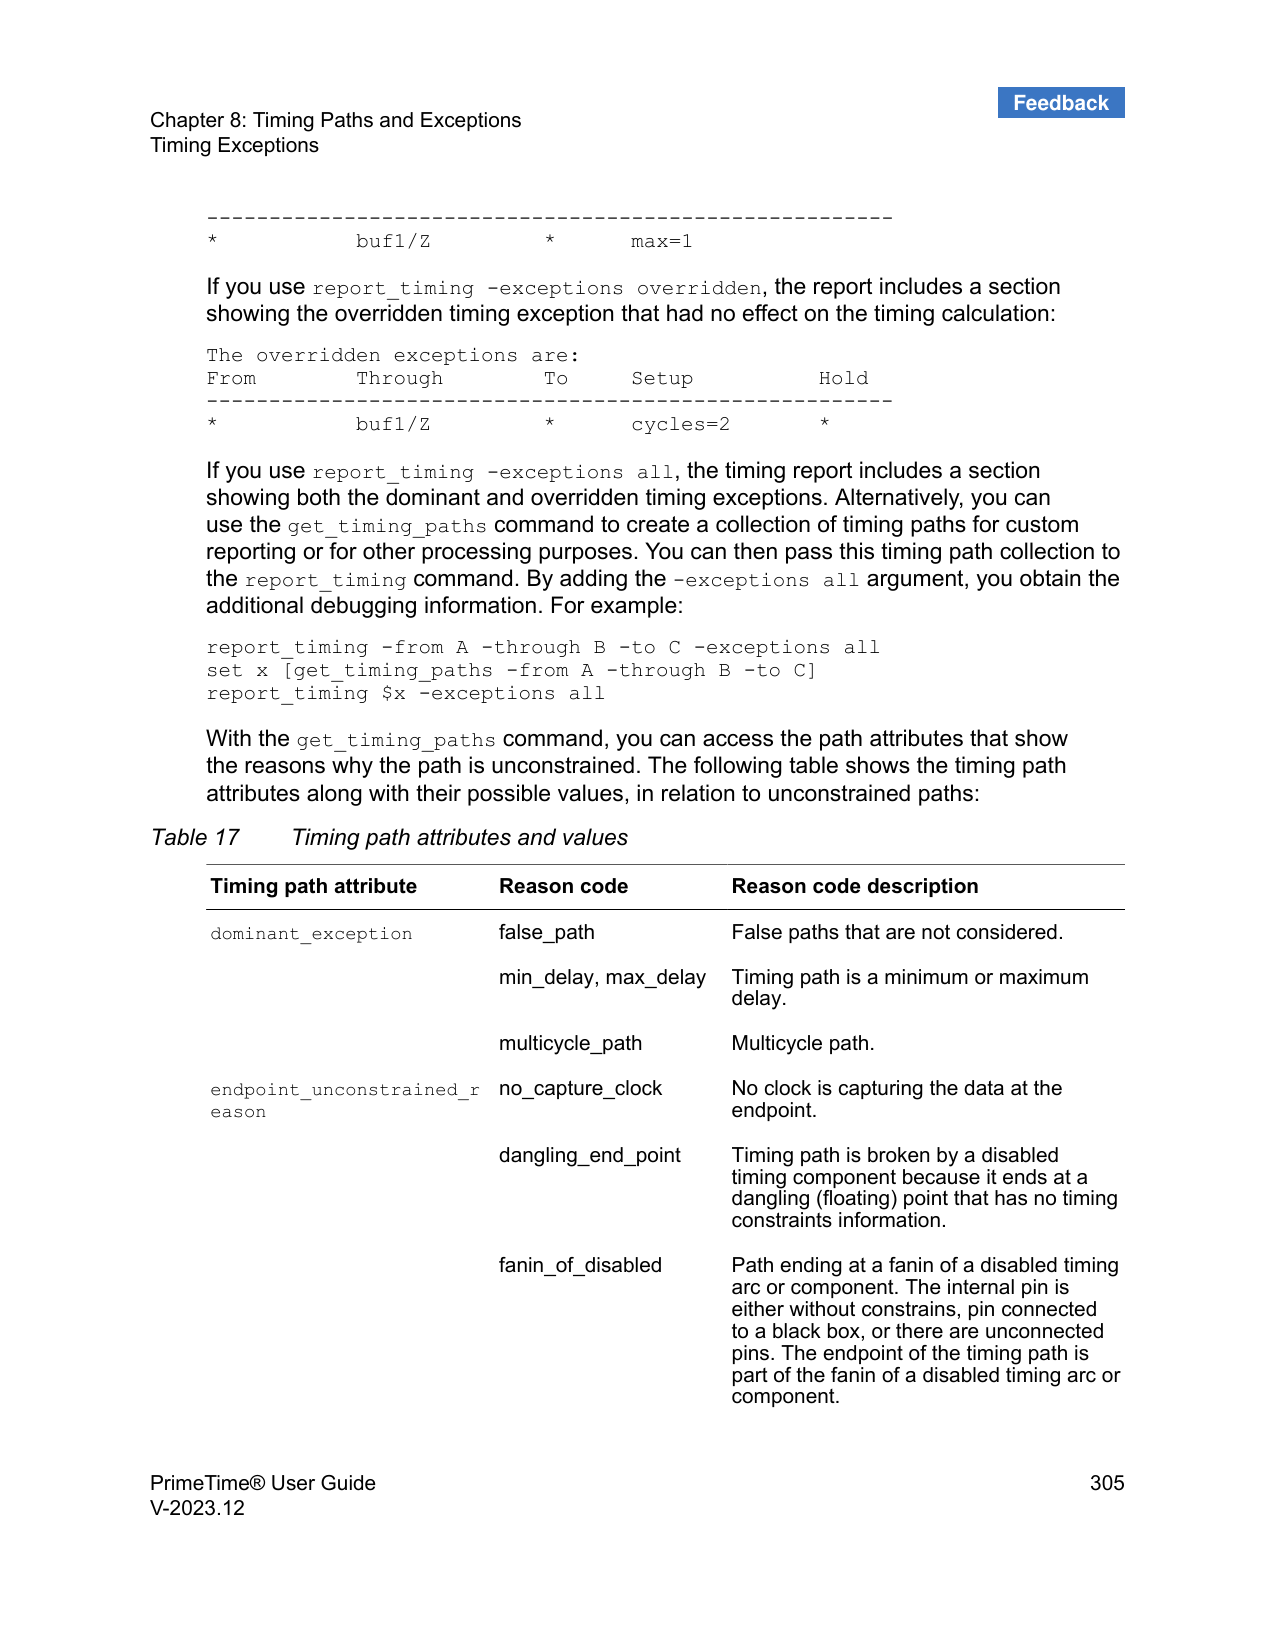 Feedback
Chapter 8: Timing Paths and Exceptions
Timing Exceptions
-------------------------------------------------------
*           buf1/Z         *      max=1
If you use report_timing -exceptions overridden, the report includes a section
showing the overridden timing exception that had no effect on the timing calculation:
The overridden exceptions are:
From        Through        To     Setup          Hold
-------------------------------------------------------
*           buf1/Z         *      cycles=2       *
If you use report_timing -exceptions all, the timing report includes a section
showing both the dominant and overridden timing exceptions. Alternatively, you can
use the get_timing_paths command to create a collection of timing paths for custom
reporting or for other processing purposes. You can then pass this timing path collection to
the report_timing command. By adding the -exceptions all argument, you obtain the
additional debugging information. For example:
report_timing -from A -through B -to C -exceptions all
set x [get_timing_paths -from A -through B -to C]
report_timing $x -exceptions all
With the get_timing_paths command, you can access the path attributes that show
the reasons why the path is unconstrained. The following table shows the timing path
attributes along with their possible values, in relation to unconstrained paths:
Table 17 Timing path attributes and values
Timing path attribute Reason code Reason code description
dominant_exception false_path False paths that are not considered.
min_delay, max_delay Timing path is a minimum or maximum
delay.
multicycle_path Multicycle path.
endpoint_unconstrained_r no_capture_clock No clock is capturing the data at the
eason endpoint.
dangling_end_point Timing path is broken by a disabled
timing component because it ends at a
dangling (floating) point that has no timing
constraints information.
fanin_of_disabled Path ending at a fanin of a disabled timing
arc or component. The internal pin is
either without constrains, pin connected
to a black box, or there are unconnected
pins. The endpoint of the timing path is
part of the fanin of a disabled timing arc or
component.
PrimeTime® User Guide 305
V-2023.12